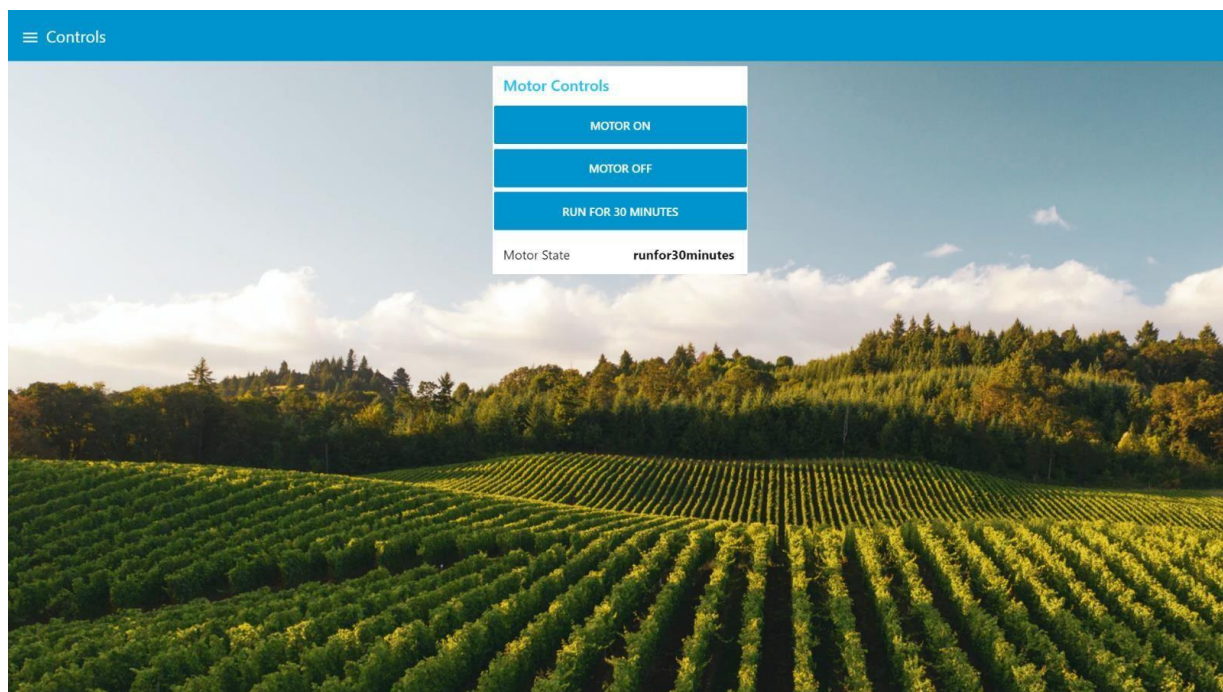 Controls
Motor Controls
MOTOR ON
MOTOR OFF
RUN FOR 30 MINUTES
Motor State runfor30minutes